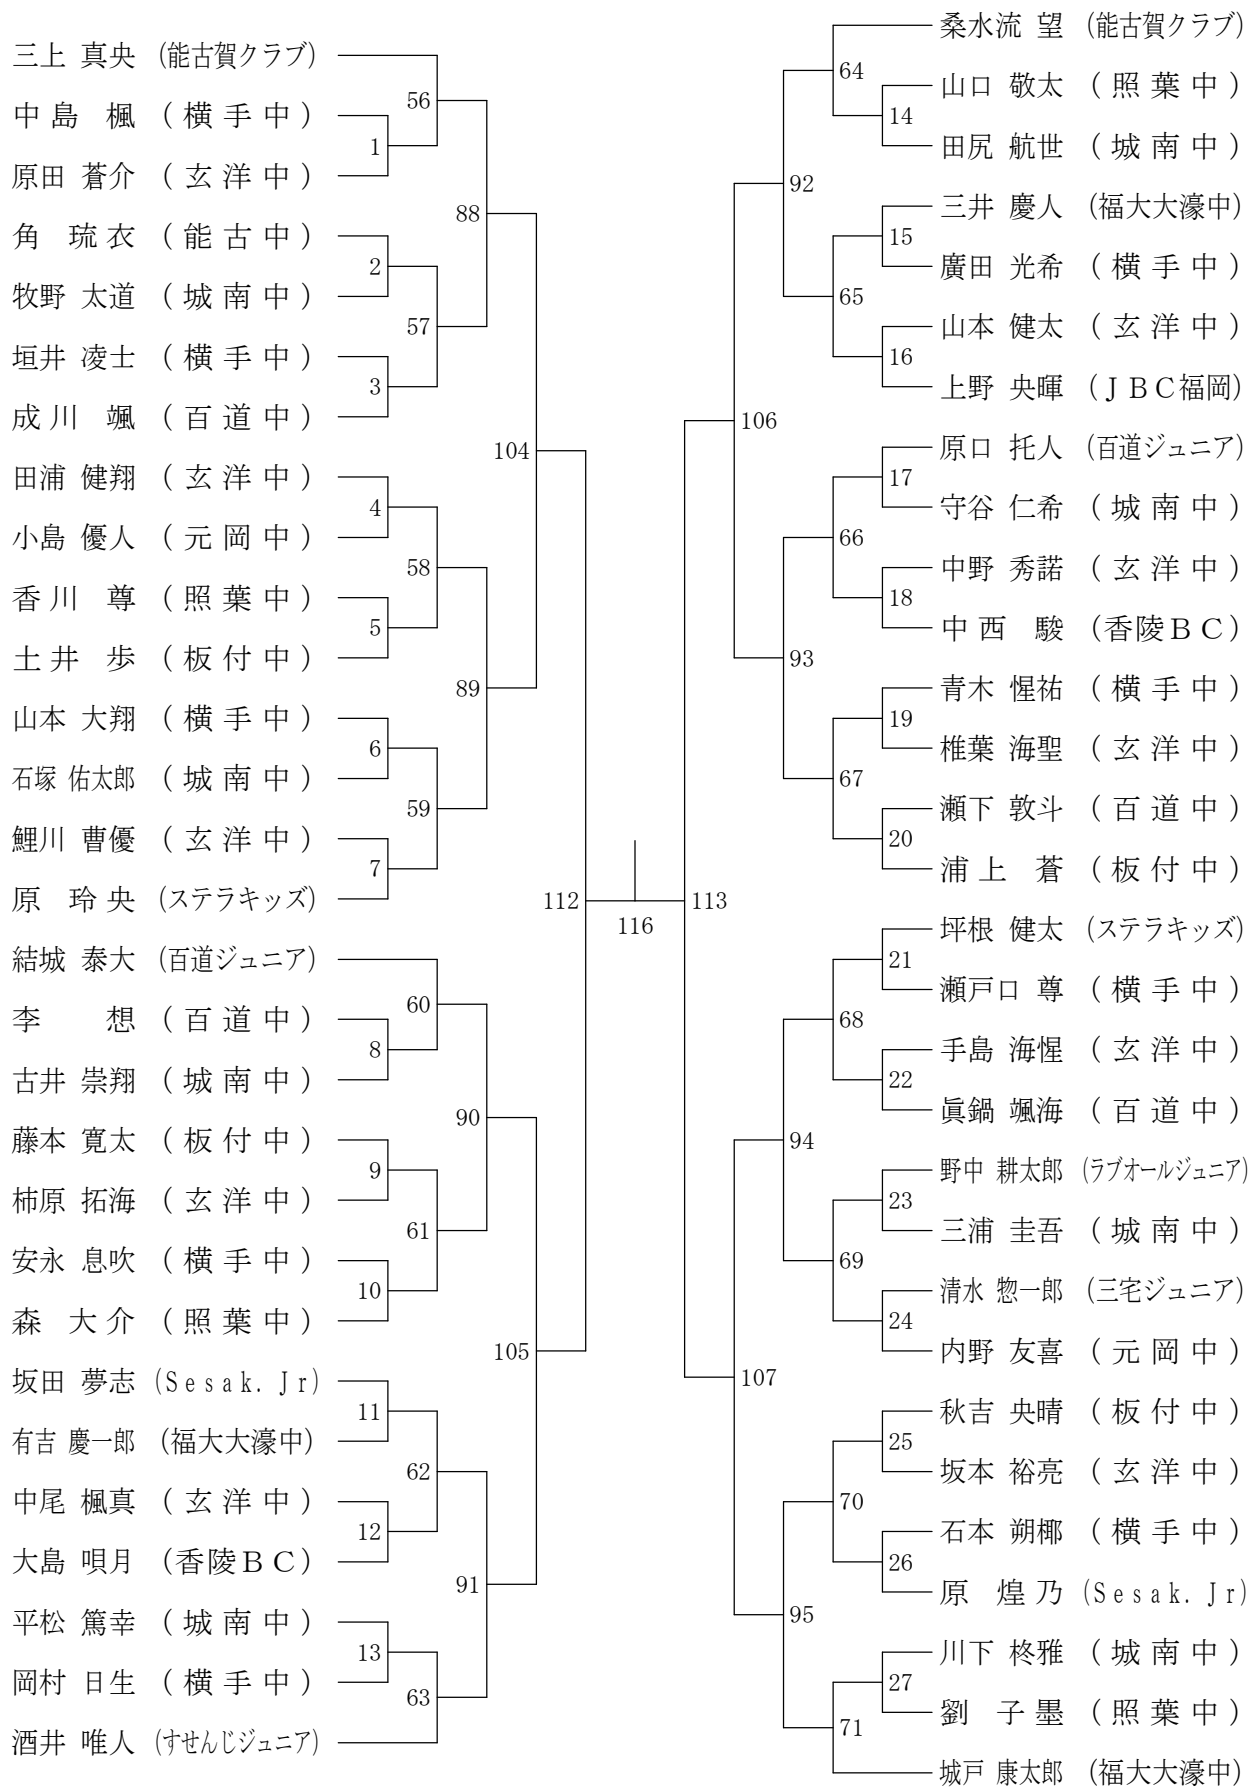 三上 真央 (能古賀クラブ)
中島 楓 (横手中)
原田 蒼介 (玄洋中)
角 琉衣 (能古中)
牧野 太道 (城南中)
垣井 凌士 (横手中)
成川 颯 (百道中)
田浦 健翔 (玄洋中)
小島 優人 (元岡中)
香川 尊 (照葉中)
土井 歩 (板付中)
山本 大翔 (横手中)
石塚 佑太郎 (城南中)
鯉川 曹優 (玄洋中)
原 玲央 (ステラキッズ)
結城 泰大 (百道ジュニア)
李 想 (百道中)
古井 崇翔 (城南中)
藤本 寛太 (板付中)
柿原 拓海 (玄洋中)
安永 息吹 (横手中)
森 大介 (照葉中)
坂田 夢志 (Sesak. Jr)
有吉 慶一郎 (福大大濠中)
中尾 楓真 (玄洋中)
大島 唄月 (香陵BC)
平松 篤幸 (城南中)
岡村 日生 (横手中)
酒井 唯人 (すせんじジュニア)
1
2
3
4
5
6
7
8
9
10
11
12
13
56
57
58
59
60
61
62
63
88
89
90
91
104
105
112
116
113
106
107
92
93
94
95
64
65
66
67
68
69
70
71
14
15
16
17
18
19
20
21
22
23
24
25
26
27
桑水流 望 (能古賀クラブ)
山口 敬太 (照葉中)
田尻 航世 (城南中)
三井 慶人 (福大大濠中)
廣田 光希 (横手中)
山本 健太 (玄洋中)
上野 央暉 (JBC福岡)
原口 托人 (百道ジュニア)
守谷 仁希 (城南中)
中野 秀諾 (玄洋中)
中西 駿 (香陵BC)
青木 惺祐 (横手中)
椎葉 海聖 (玄洋中)
瀬下 敦斗 (百道中)
浦上 蒼 (板付中)
坪根 健太 (ステラキッズ)
瀬戸口 尊 (横手中)
手島 海惺 (玄洋中)
眞鍋 颯海 (百道中)
野中 耕太郎 (ラブオールジュニア)
三浦 圭吾 (城南中)
清水 惣一郎 (三宅ジュニア)
内野 友喜 (元岡中)
秋吉 央晴 (板付中)
坂本 裕亮 (玄洋中)
石本 朔椰 (横手中)
原 煌乃 (Sesak. Jr)
川下 柊雅 (城南中)
劉 子墨 (照葉中)
城戸 康太郎 (福大大濠中)